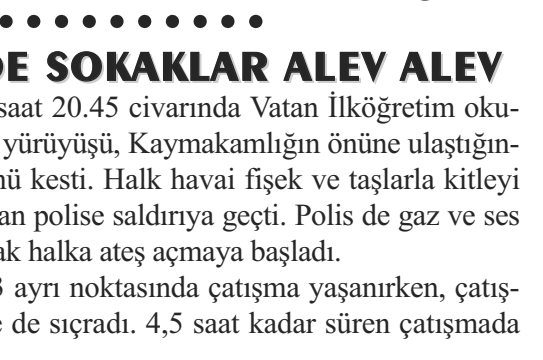 DE SOKAKLAR ALEV ALEV
saat 20.45 civarında Vatan İlköğretim oku-
yürüyüşü, Kaymakamlığın önüne ulaştığın-
nü kesti. Halk havai fişek ve taşlarla kitleyi
an polise saldırıya geçti. Polis de gaz ve ses
ak halka ateş açmaya başladı.
3 ayrı noktasında çatışma yaşanırken, çatış-
e de sıçradı. 4,5 saat kadar süren çatışmada